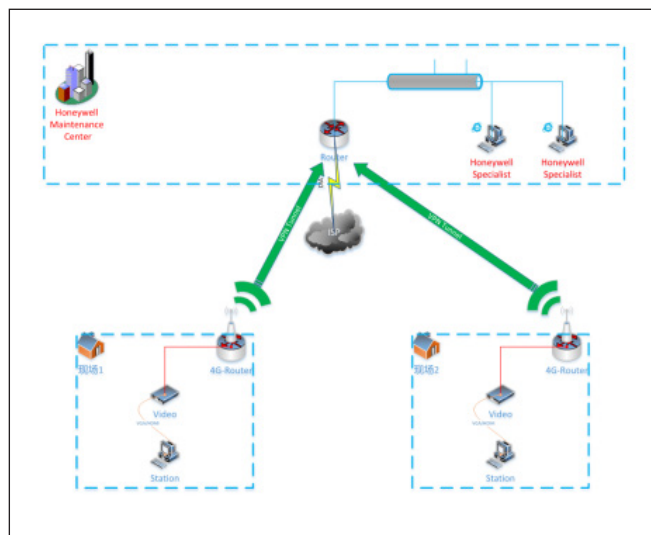 Honeywell
Maintenance
Center
Router
Honeywell
Specialist
Honeywell
Specialist
ISP
VPN Tunnel
VPN Tunnel
现场1
4G-Router
Video
Station
现场2
4G-Router
Video
Station